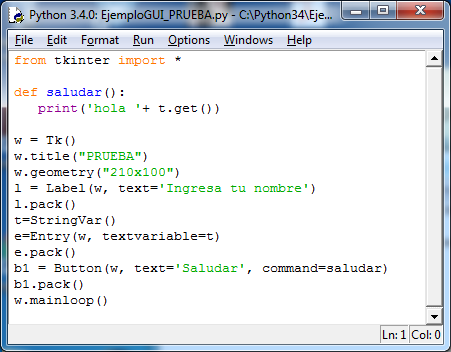 Python 3.4.0: EjemploGUI_PRUEBA.py - C:\Python34\Eje...
File Edit Format Run Options Windows Help
from tkinter import *
def saludar():
   print('hola '+ t.get())
w = Tk()
w.title("PRUEBA")
w.geometry("210x100")
l = Label(w, text='Ingresa tu nombre')
l.pack()
t=StringVar()
e=Entry(w, textvariable=t)
e.pack()
b1 = Button(w, text='Saludar', command=saludar)
b1.pack()
w.mainloop()
Ln: 1 Col: 0